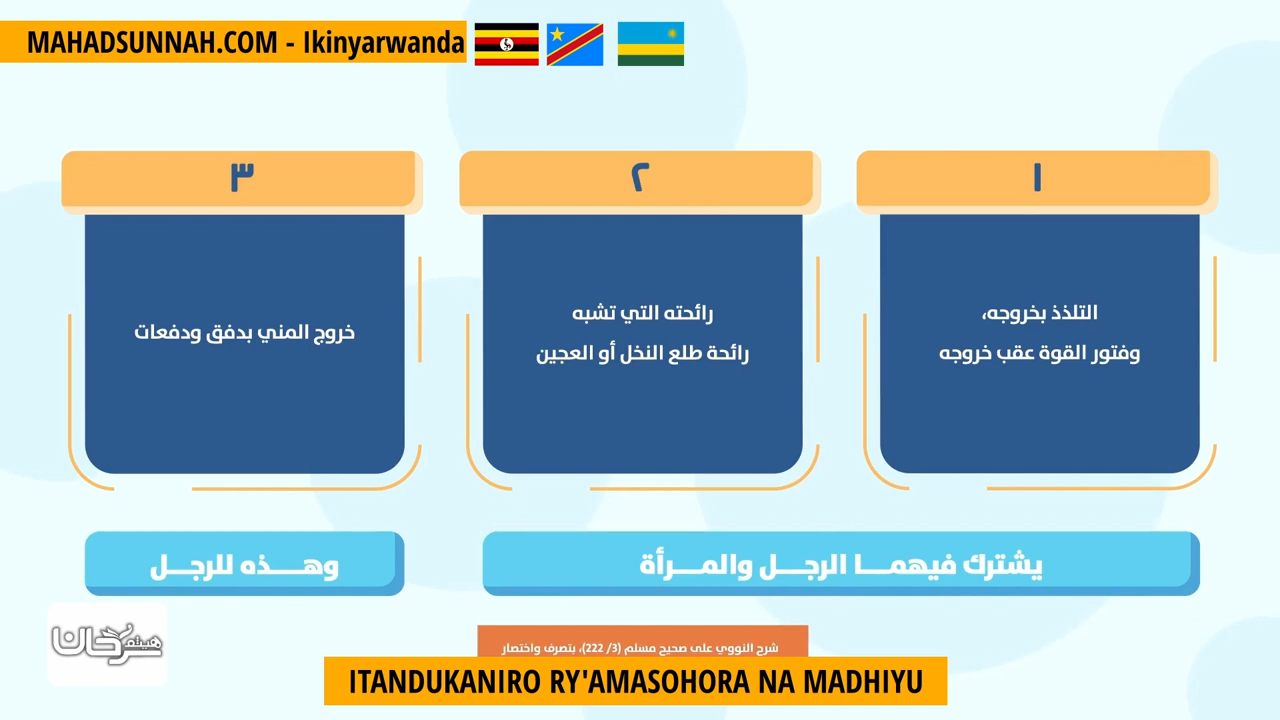 MAHADSUNNAH.COM - Ikinyarwanda
١
التلذذ بخروجه،
وفتور القوة عقب خروجه
٢
رائحته التي تشبه
رائحة طلع النخل أو العجين
٣
خروج المني بدفق ودفعات
يشترك فيهمـــا الرجـــل والمـــرأة
وهـــــذه للرجـــل
هيثم سرحان
شرح النووي على صحيح مسلم (3/ 222)، بتصرف واختصار
ITANDUKANIRO RY'AMASOHORA NA MADHIYU